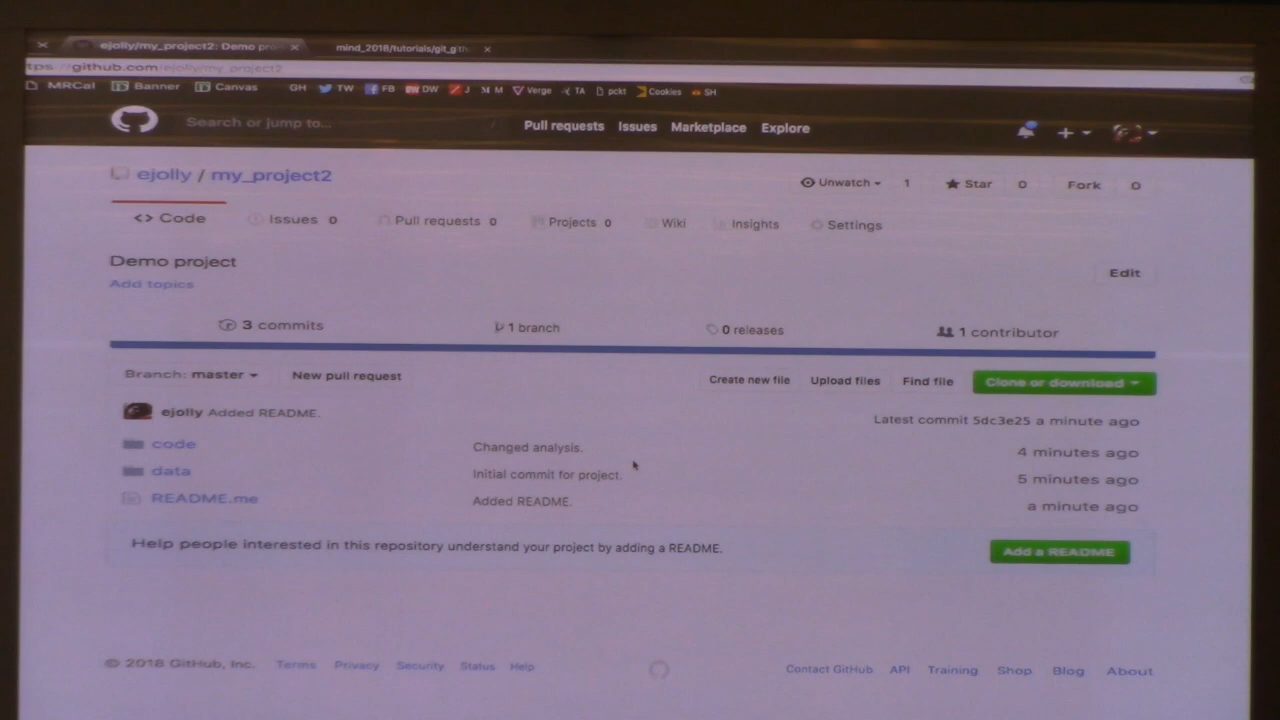 ejolly/my_project2: Demo pro
mind_2018/tutorials/git_gith
tps://github.com/ejolly/my_project2
MRCal Banner Canvas GH TW FB DW J M Verge TA pckt Cookies SH
Search or jump to...
Pull requests Issues Marketplace Explore
ejolly / my_project2
Unwatch 1 Star 0 Fork 0
<> Code Issues 0 Pull requests 0 Projects 0 Wiki Insights Settings
Demo project
Edit
Add topics
3 commits 1 branch 0 releases 1 contributor
Branch: master New pull request Create new file Upload files Find file Clone or download
ejolly Added README. Latest commit 5dc3e25 a minute ago
code Changed analysis. 4 minutes ago
data Initial commit for project. 5 minutes ago
README.me Added README. a minute ago
Help people interested in this repository understand your project by adding a README. Add a README
© 2018 GitHub, Inc. Terms Privacy Security Status Help Contact GitHub API Training Shop Blog About